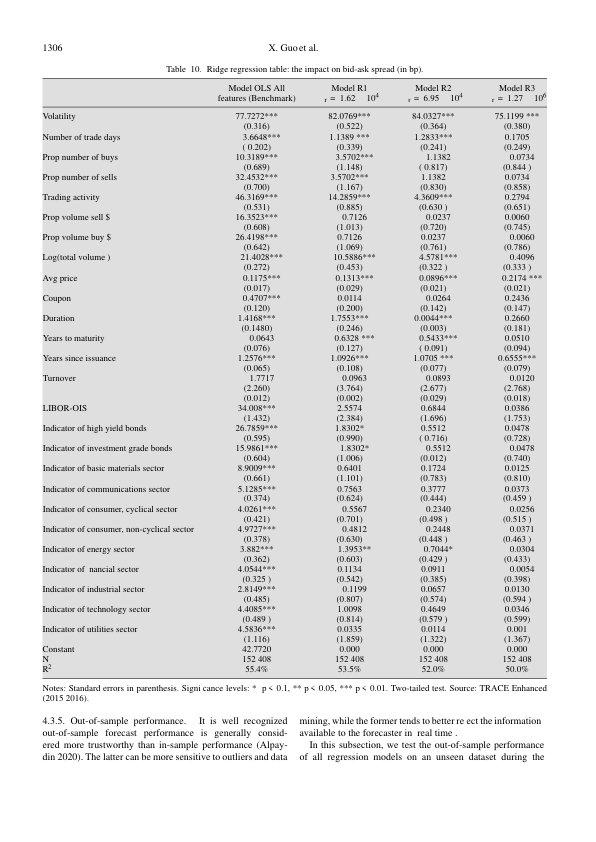 1306
X. Guo et al.
Table 10. Ridge regression table: the impact on bid-ask spread (in bp).
Model OLS All Model R1 Model R2 Model R3
features (Benchmark) r = 1.62 10^4 r = 6.95 10^4 r = 1.27 10^6
Volatility 77.7272*** 82.0769*** 84.0327*** 75.1199 ***
(0.316) (0.522) (0.364) (0.380)
Number of trade days 3.6648*** 1.1389 *** 1.2833*** 0.1705
( 0.202) (0.339) (0.241) (0.249)
Prop number of buys 10.3189*** 3.5702*** 1.1382 0.0734
(0.689) (1.148) ( 0.817) (0.844 )
Prop number of sells 32.4532*** 3.5702*** 1.1382 0.0734
(0.700) (1.167) (0.830) (0.858)
Trading activity 46.3169*** 14.2859*** 4.3609*** 0.2794
(0.531) (0.885) (0.630 ) (0.651)
Prop volume sell $ 16.3523*** 0.7126 0.0237 0.0060
(0.608) (1.013) (0.720) (0.745)
Prop volume buy $ 26.4198*** 0.7126 0.0237 0.0060
(0.642) (1.069) (0.761) (0.786)
Log(total volume ) 21.4028*** 10.5886*** 4.5781*** 0.4096
(0.272) (0.453) (0.322 ) (0.333 )
Avg price 0.1175*** 0.1313*** 0.0896*** 0.2174 ***
(0.017) (0.029) (0.021) (0.021)
Coupon 0.4707*** 0.0114 0.0264 0.2436
(0.120) (0.200) (0.142) (0.147)
Duration 1.4168*** 1.7553*** 0.0044*** 0.2660
(0.1480) (0.246) (0.003) (0.181)
Years to maturity 0.0643 0.6328 *** 0.5433*** 0.0510
(0.076) (0.127) ( 0.091) (0.094)
Years since issuance 1.2576*** 1.0926*** 1.0705 *** 0.6555***
(0.065) (0.108) (0.077) (0.079)
Turnover 1.7717 0.0963 0.0893 0.0120
(2.260) (3.764) (2.677) (2.768)
(0.012) (0.002) (0.029) (0.018)
LIBOR-OIS 34.008*** 2.5574 0.6844 0.0386
(1.432) (2.384) (1.696) (1.753)
Indicator of high yield bonds 26.7859*** 1.8302* 0.5512 0.0478
(0.595) (0.990) ( 0.716) (0.728)
Indicator of investment grade bonds 15.9861*** 1.8302* 0.5512 0.0478
(0.604) (1.006) (0.012) (0.740)
Indicator of basic materials sector 8.9009*** 0.6401 0.1724 0.0125
(0.661) (1.101) (0.783) (0.810)
Indicator of communications sector 5.1285*** 0.7563 0.3777 0.0373
(0.374) (0.624) (0.444) (0.459 )
Indicator of consumer, cyclical sector 4.0261*** 0.5567 0.2340 0.0256
(0.421) (0.701) (0.498 ) (0.515 )
Indicator of consumer, non-cyclical sector 4.9727*** 0.4812 0.2448 0.0371
(0.378) (0.630) (0.448 ) (0.463 )
Indicator of energy sector 3.882*** 1.3953** 0.7044* 0.0304
(0.362) (0.603) (0.429 ) (0.433)
Indicator of nancial sector 4.0544*** 0.1134 0.0911 0.0054
(0.325 ) (0.542) (0.385) (0.398)
Indicator of industrial sector 2.8149*** 0.1199 0.0657 0.0130
(0.485) (0.807) (0.574) (0.594 )
Indicator of technology sector 4.4085*** 1.0098 0.4649 0.0346
(0.489 ) (0.814) (0.579 ) (0.599)
Indicator of utilities sector 4.5836*** 0.0335 0.0114 0.001
(1.116) (1.859) (1.322) (1.367)
Constant 42.7720 0.000 0.000 0.000
N 152 408 152 408 152 408 152 408
R2 55.4% 53.5% 52.0% 50.0%
Notes: Standard errors in parenthesis. Signi cance levels: * p < 0.1, ** p < 0.05, *** p < 0.01. Two-tailed test. Source: TRACE Enhanced
(2015 2016).
4.3.5. Out-of-sample performance. It is well recognized
out-of-sample forecast performance is generally consid-
ered more trustworthy than in-sample performance (Alpay-
din 2020). The latter can be more sensitive to outliers and data
mining, while the former tends to better re ect the information
available to the forecaster in real time .
In this subsection, we test the out-of-sample performance
of all regression models on an unseen dataset during the